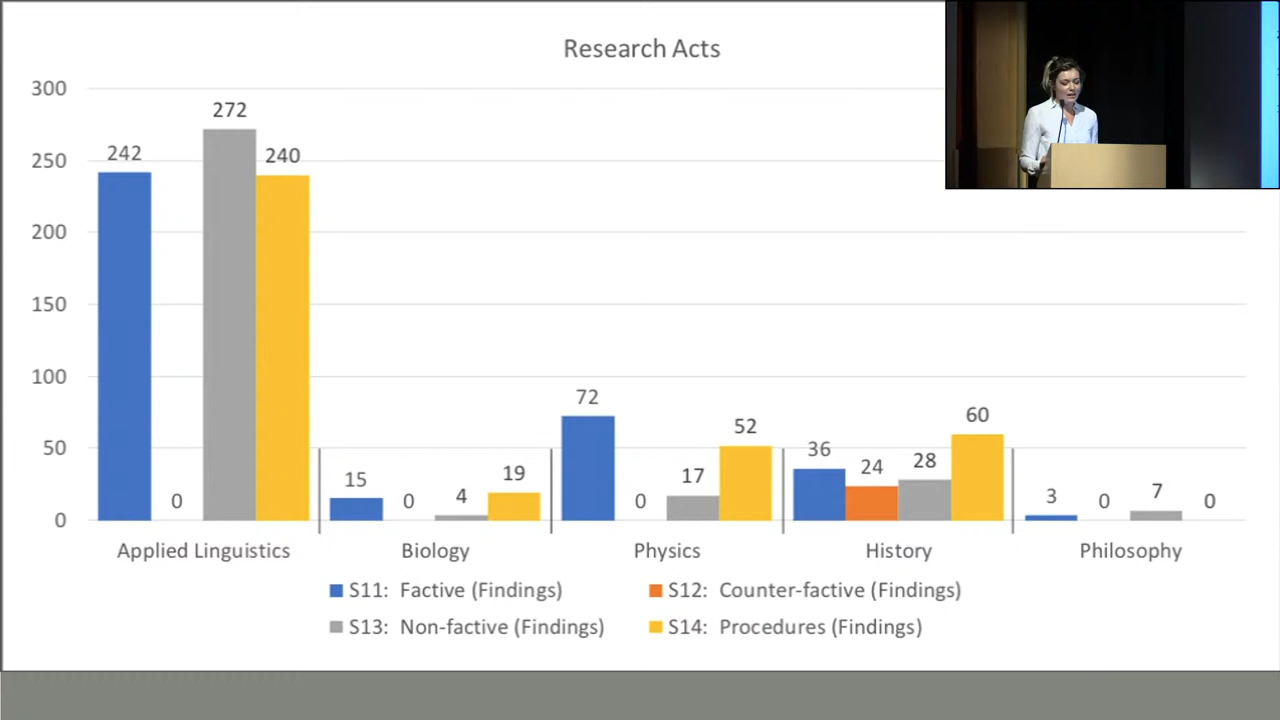 Research Acts
300
250
200
150
100
50
0
242
0
272
240
15
0
4
19
72
0
17
52
36
24
28
60
3
0
7
0
Applied Linguistics
Biology
Physics
History
Philosophy
S11: Factive (Findings)
S12: Counter-factive (Findings)
S13: Non-factive (Findings)
S14: Procedures (Findings)